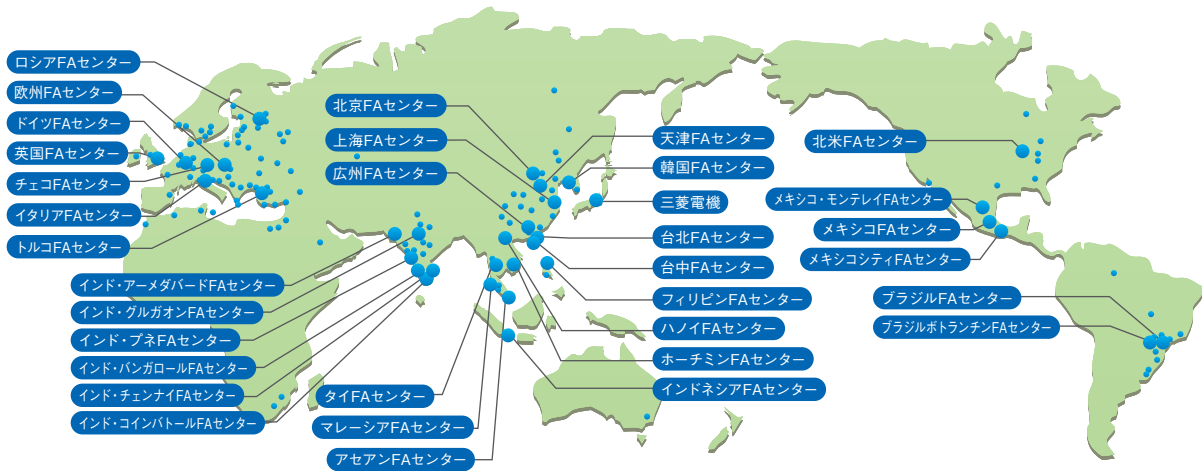 ロシアFAセンター
欧州FAセンター
ドイツFAセンター
英国FAセンター
チェコFAセンター
イタリアFAセンター
トルコFAセンター
インド・アーメダバードFAセンター
インド・グルガオンFAセンター
インド・プネFAセンター
インド・バンガロールFAセンター
インド・チェンナイFAセンター
インド・コインバトールFAセンター
北京FAセンター
上海FAセンター
広州FAセンター
タイFAセンター
マレーシアFAセンター
アセアンFAセンター
天津FAセンター
韓国FAセンター
三菱電機
台北FAセンター
台中FAセンター
フィリピンFAセンター
ハノイFAセンター
ホーチミンFAセンター
インドネシアFAセンター
北米FAセンター
メキシコ・モンテレイFAセンター
メキシコFAセンター
メキシコシティFAセンター
ブラジルFAセンター
ブラジルボトランチンFAセンター